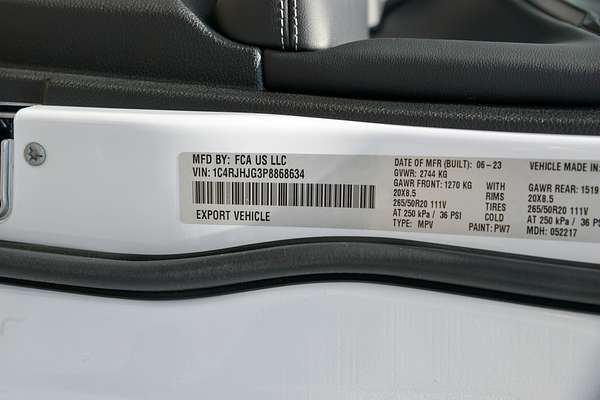 MFD BY: FCA US LLC
VIN: 1C4RJHJG3P8868634
EXPORT VEHICLE
DATE OF MFR (BUILT): 06-23
GVWR: 2744 KG
GAWR FRONT: 1270 KG
20X8.5
265/50R20 111V
AT 250 kPa / 36 PSI
TYPE: MPV
WITH
RIMS
TIRES
COLD
PAINT: PW7
VEHICLE MADE IN:
GAWR REAR: 1519
20X8.5
265/50R20 111V
AT 250 kPa / 36 PS
MDH: 052217